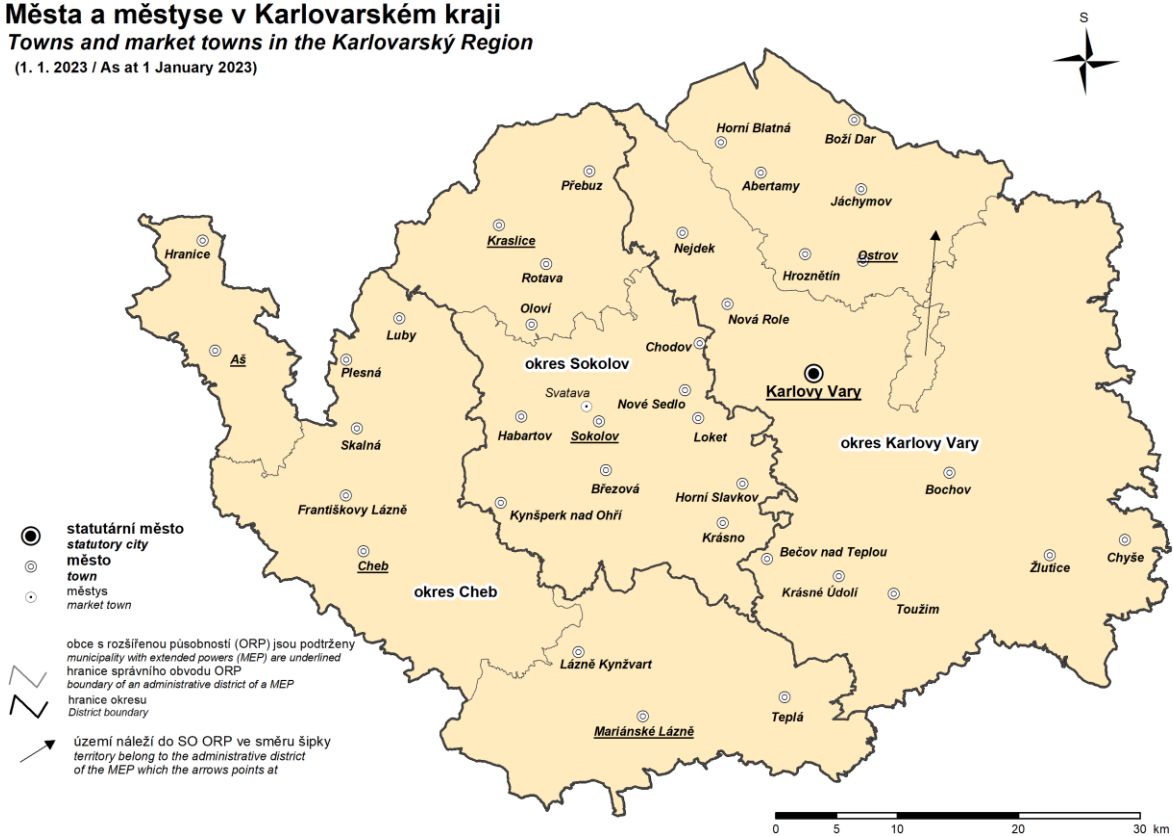 Města a městyse v Karlovarském kraji
Towns and market towns in the Karlovarský Region
(1. 1. 2023 / As at 1 January 2023)
S
Horní Blatná
Boží Dar
Přebuz
Abertamy
Jáchymov
Kraslice
Nejdek
Hranice
Ostrov
Rotava
Hroznětín
Oloví
Nová Role
Luby
Chodov
Aš
okres Sokolov
Plesná
Svatava
Nové Sedlo
Karlovy Vary
Habartov
Sokolov
Loket
Skalná
okres Karlovy Vary
Březová
Horní Slavkov
Bochov
Františkovy Lázně
Kynšperk nad Ohří
Krásno
Bečov nad Teplou
Chyše
Cheb
Žlutice
okres Cheb
Krásné Údolí
Toužim
Lázně Kynžvart
Teplá
Mariánské Lázně
statutární město
statutory city
město
town
městys
market town
obce s rozšířenou působností (ORP) jsou podtrženy
municipality with extended powers (MEP) are underlined
hranice správního obvodu ORP
boundary of an administrative district of a MEP
hranice okresu
District boundary
území náleží do SO ORP ve směru šipky
territory belong to the administrative district
of the MEP which the arrows points at
0 5 10 20 30 km